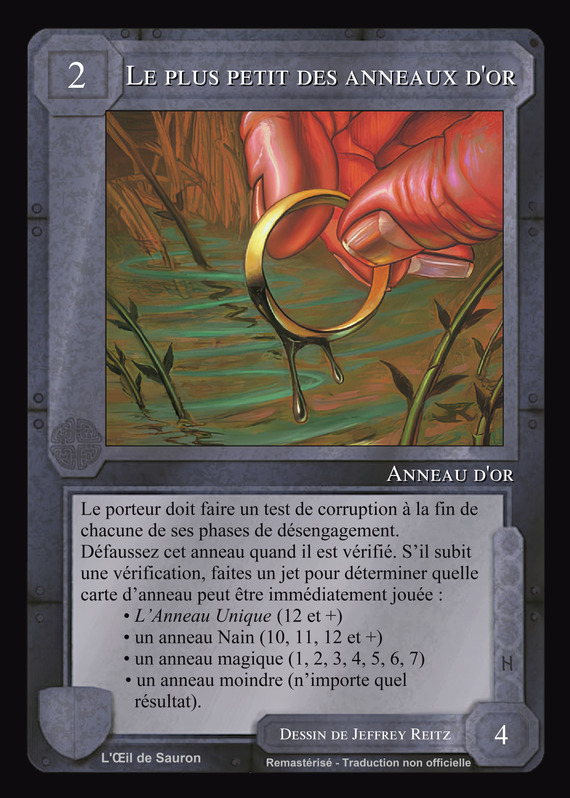 2
Le plus petit des anneaux d'or
Anneau d'or
Le porteur doit faire un test de corruption à la fin de
chacune de ses phases de désengagement.
Défaussez cet anneau quand il est vérifié. S’il subit
une vérification, faites un jet pour déterminer quelle
carte d’anneau peut être immédiatement jouée :
• L’Anneau Unique (12 et +)
• un anneau Nain (10, 11, 12 et +)
• un anneau magique (1, 2, 3, 4, 5, 6, 7)
• un anneau moindre (n’importe quel
résultat).
Dessin de Jeffrey Reitz
4
L'Œil de Sauron
Remastérisé - Traduction non officielle